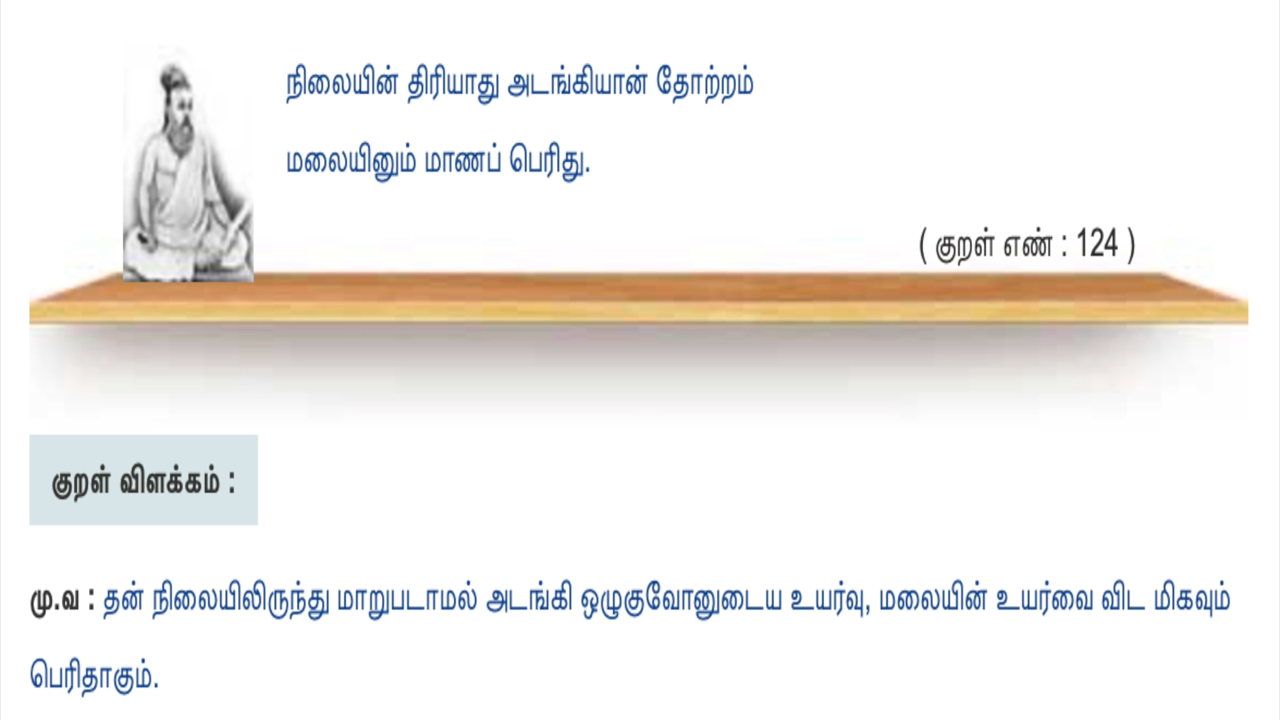 நிலையின் திரியாது அடங்கியான் தோற்றம்
மலையினும் மாணப் பெரிது.
( குறள் எண் : 124 )
குறள் விளக்கம் :
மு.வ : தன் நிலையிலிருந்து மாறுபடாமல் அடங்கி ஒழுகுவோனுடைய உயர்வு, மலையின் உயர்வை விட மிகவும்
பெரிதாகும்.